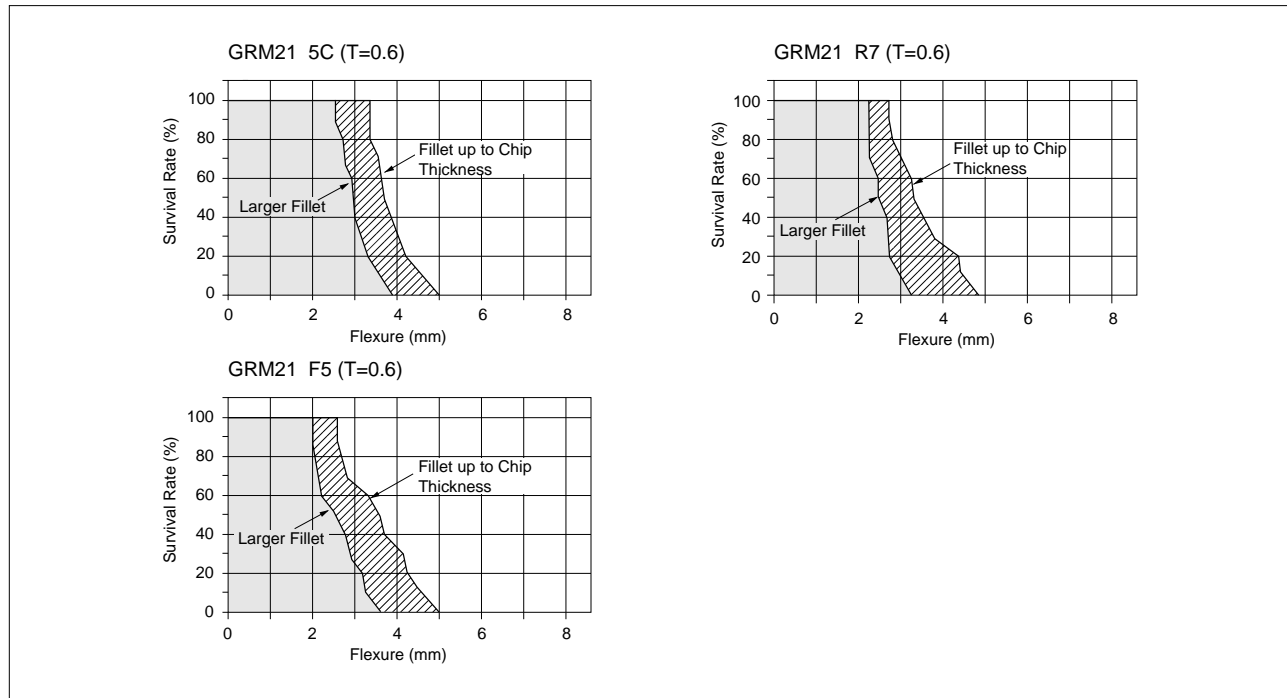 GRM21 5C (T=0.6)
Survival Rate (%)
100
80
60
40
20
0
Fillet up to Chip
Thickness
Larger Fillet
0 2 4 6 8
Flexure (mm)
GRM21 R7 (T=0.6)
Survival Rate (%)
100
80
60
40
20
0
Fillet up to Chip
Thickness
Larger Fillet
0 2 4 6 8
Flexure (mm)
GRM21 F5 (T=0.6)
Survival Rate (%)
100
80
60
40
20
0
Fillet up to Chip
Thickness
Larger Fillet
0 2 4 6 8
Flexure (mm)